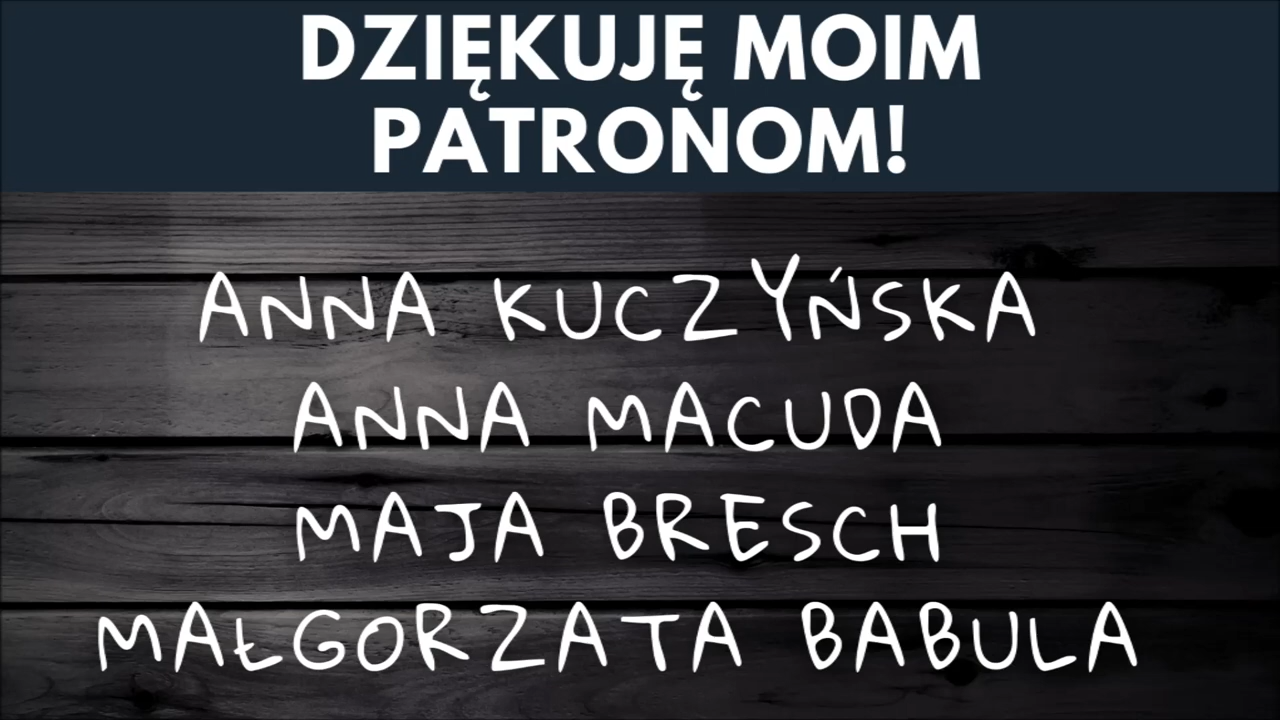 DZIĘKUJĘ MOIM
PATRONOM!
ANNA KUCZYŃSKA
ANNA MACUDA
MAJA BRESCH
MAŁGORZATA BABULA